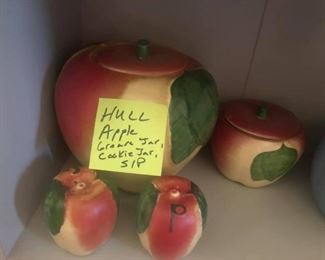 HULL
Apple
Grease Jar,
Cookie Jar,
S/P
P